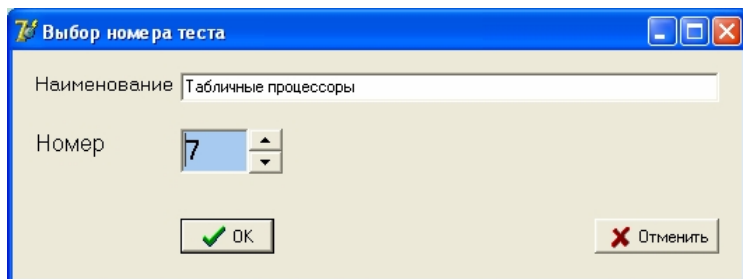 Выбор номера теста
Наименование Табличные процессоры
Номер 7
OK Отменить